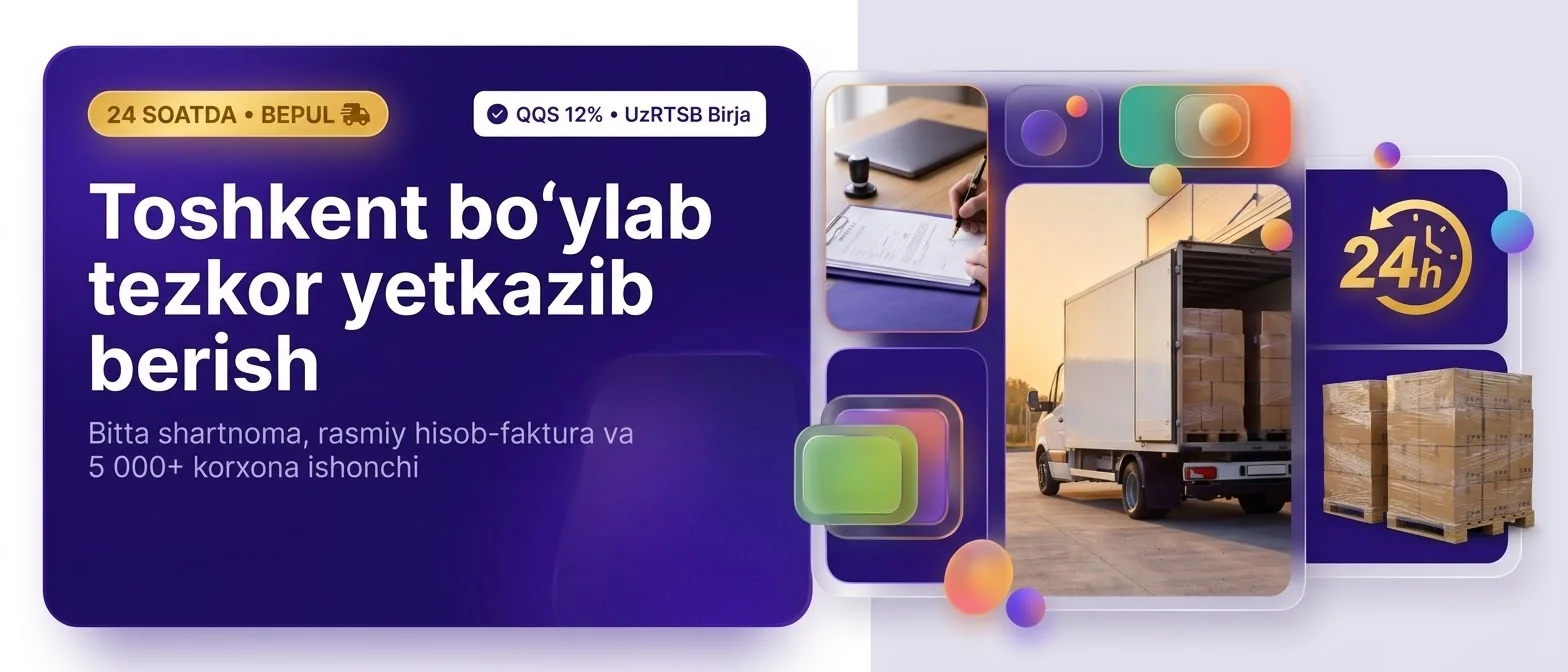 24 SOATDA • BEPUL
QQS 12% • UzRTSB Birja
Toshkent bo‘ylab
tezkor yetkazib
berish
Bitta shartnoma, rasmiy hisob-faktura va
5 000+ korxona ishonchi
24h